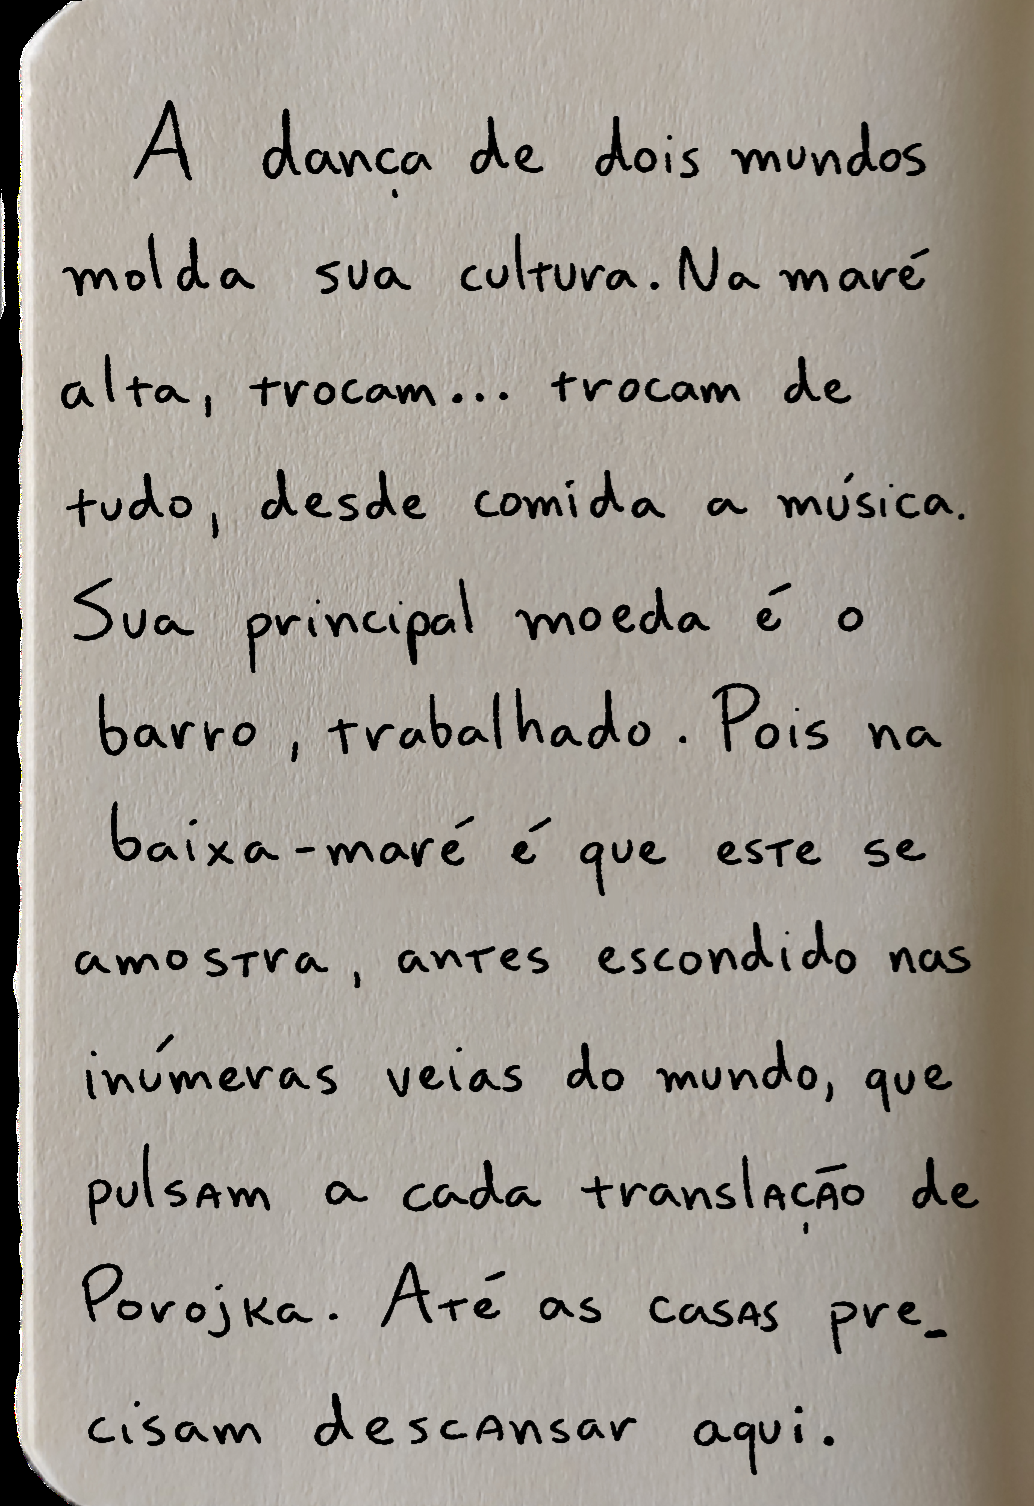 A dança de dois mundos
molda sua cultura. Na maré
alta, trocam... trocam de
tudo, desde comida a música.
Sua principal moeda é o
barro, trabalhado. Pois na
baixa-maré é que este se
amostra, antes escondido nas
inúmeras veias do mundo, que
pulsam a cada translação de
Porojka. Até as casas pre-
cisam descansar aqui.